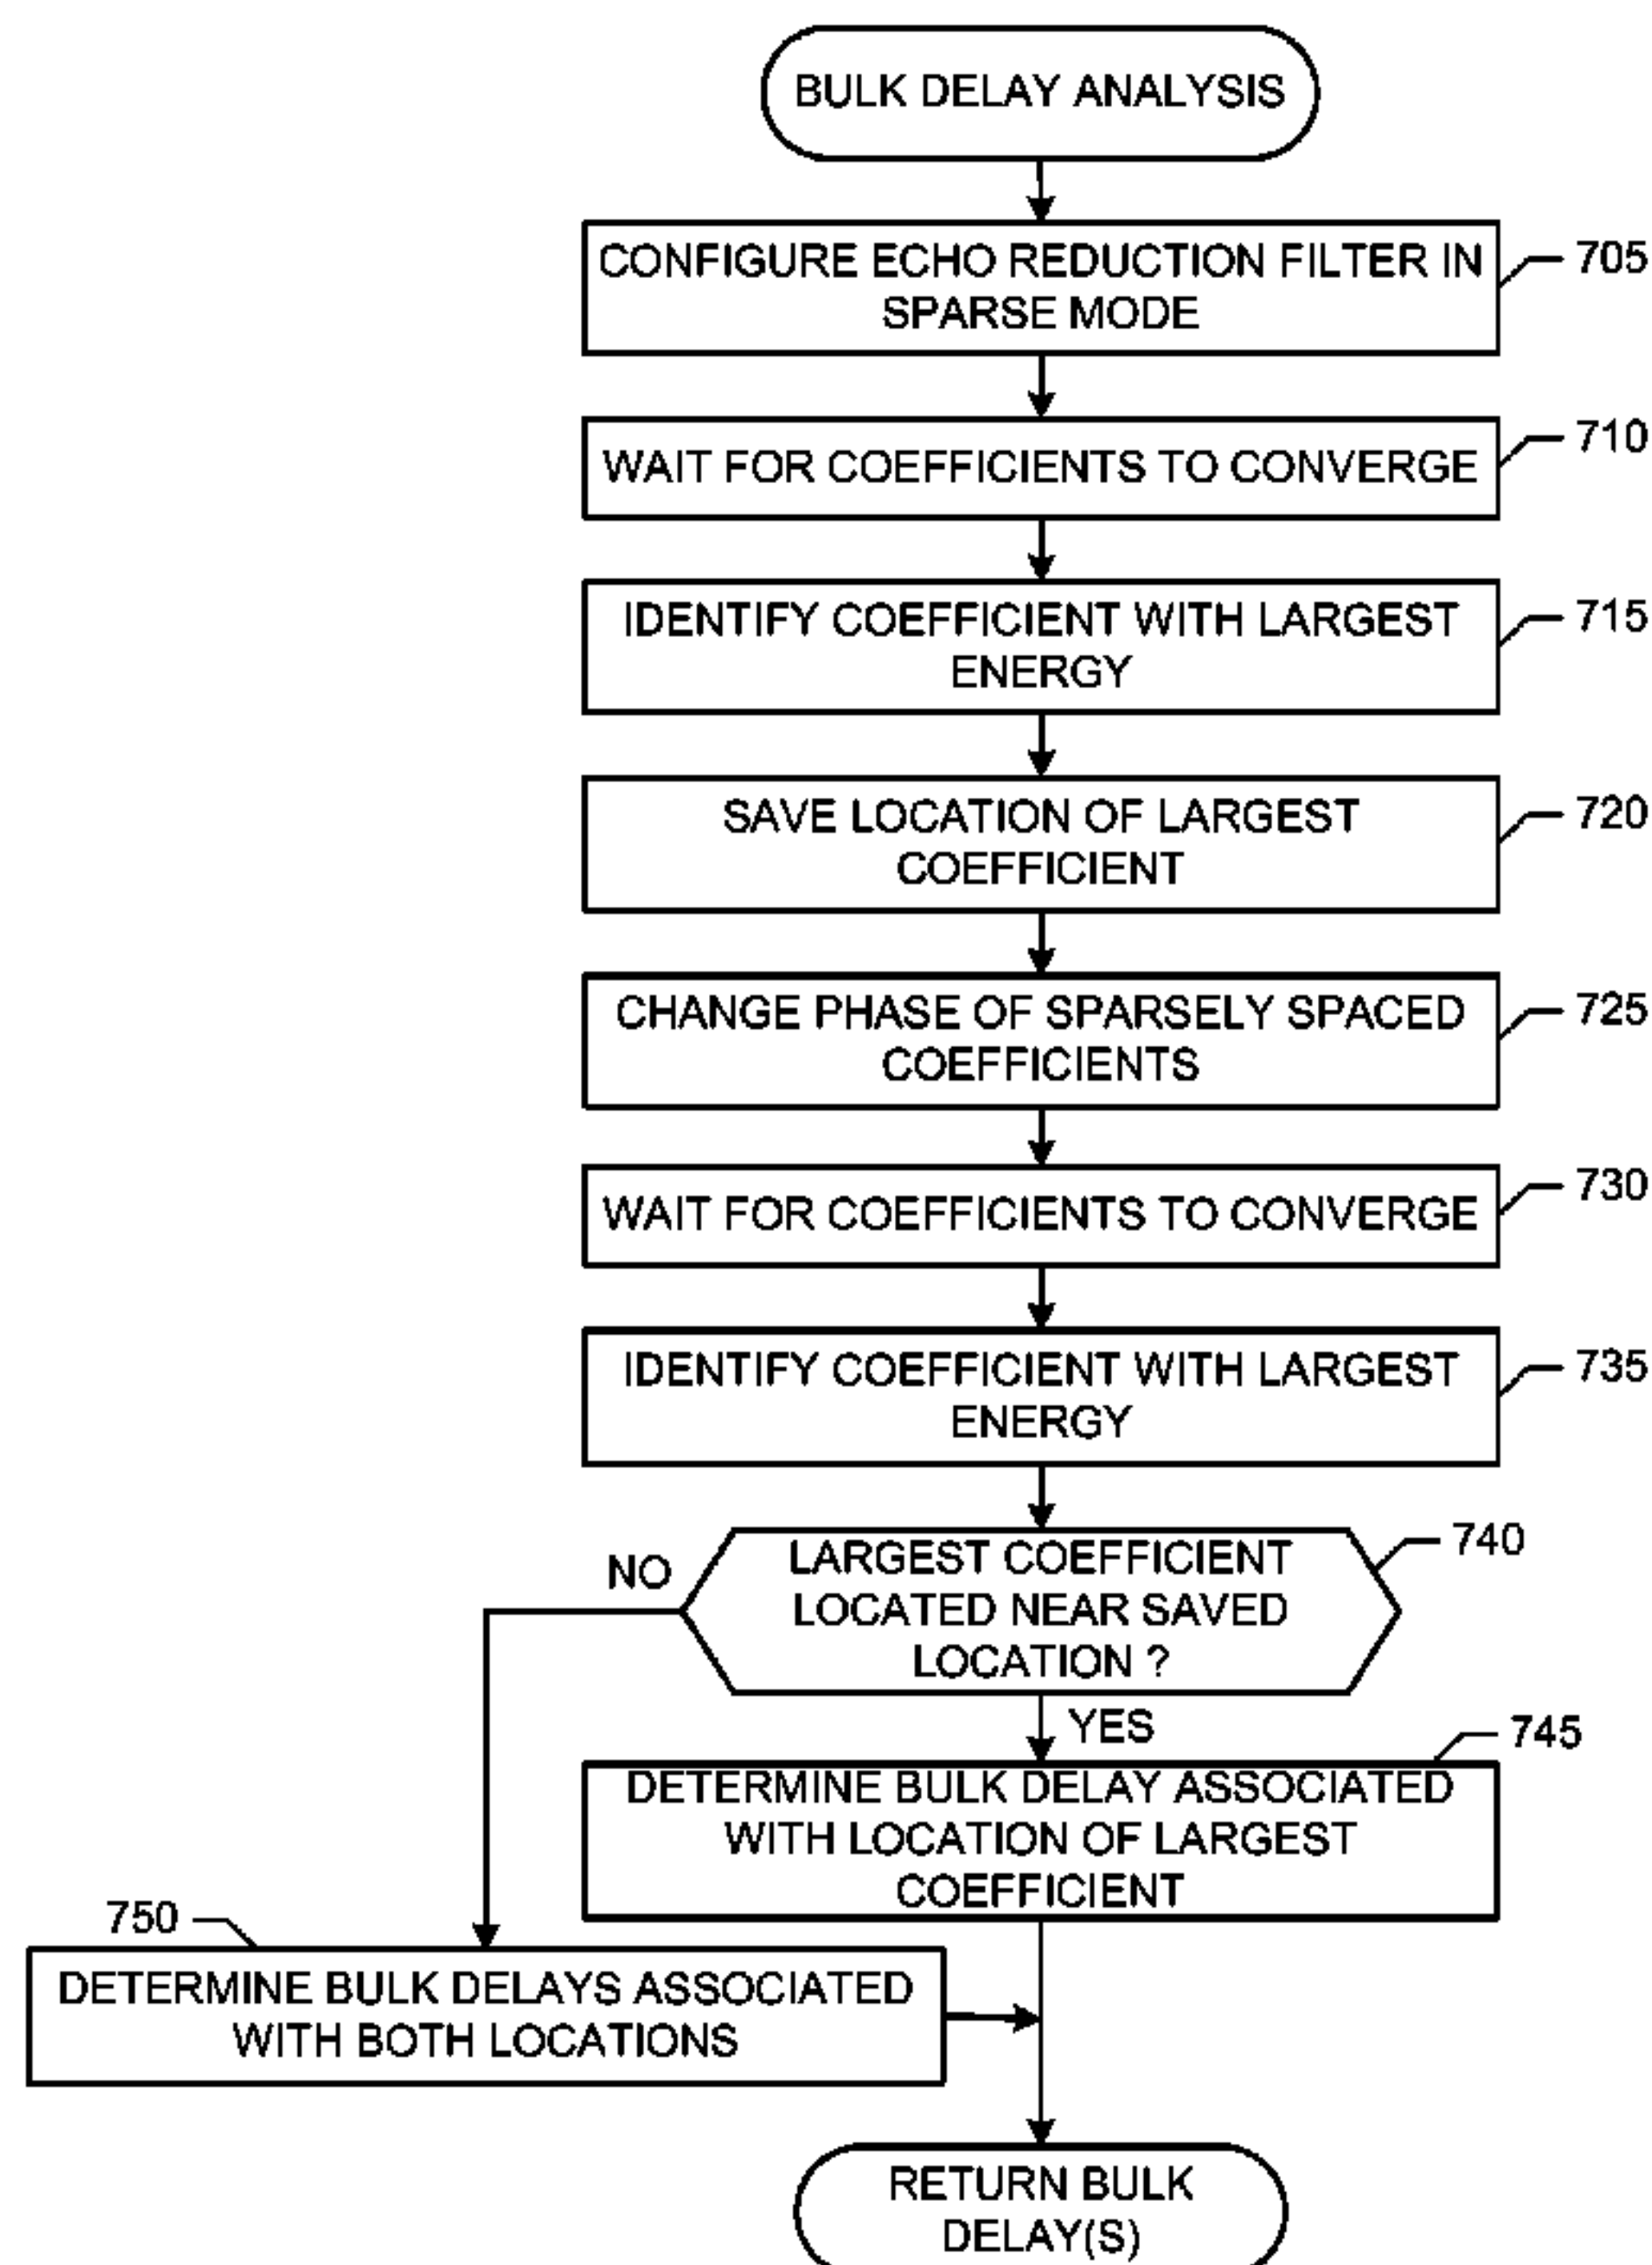 BULK DELAY ANALYSIS
CONFIGURE ECHO REDUCTION FILTER IN
SPARSE MODE
705
WAIT FOR COEFFICIENTS TO CONVERGE
710
IDENTIFY COEFFICIENT WITH LARGEST
ENERGY
715
SAVE LOCATION OF LARGEST
COEFFICIENT
720
CHANGE PHASE OF SPARSELY SPACED
COEFFICIENTS
725
WAIT FOR COEFFICIENTS TO CONVERGE
730
IDENTIFY COEFFICIENT WITH LARGEST
ENERGY
735
LARGEST COEFFICIENT
LOCATED NEAR SAVED
LOCATION ?
740
NO
YES
DETERMINE BULK DELAY ASSOCIATED
WITH LOCATION OF LARGEST
COEFFICIENT
745
750
DETERMINE BULK DELAYS ASSOCIATED
WITH BOTH LOCATIONS
RETURN BULK
DELAY(S)